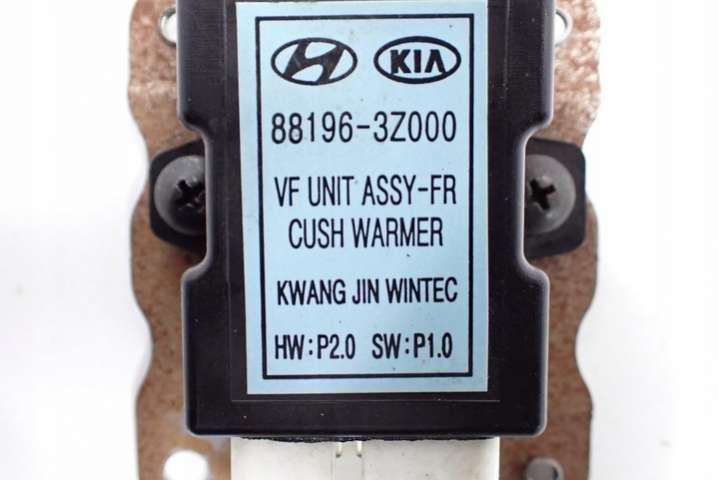 KIA
88196-3Z000
VF UNIT ASSY-FR
CUSH WARMER
KWANG JIN WINTEC
HW:P2.0 SW:P1.0